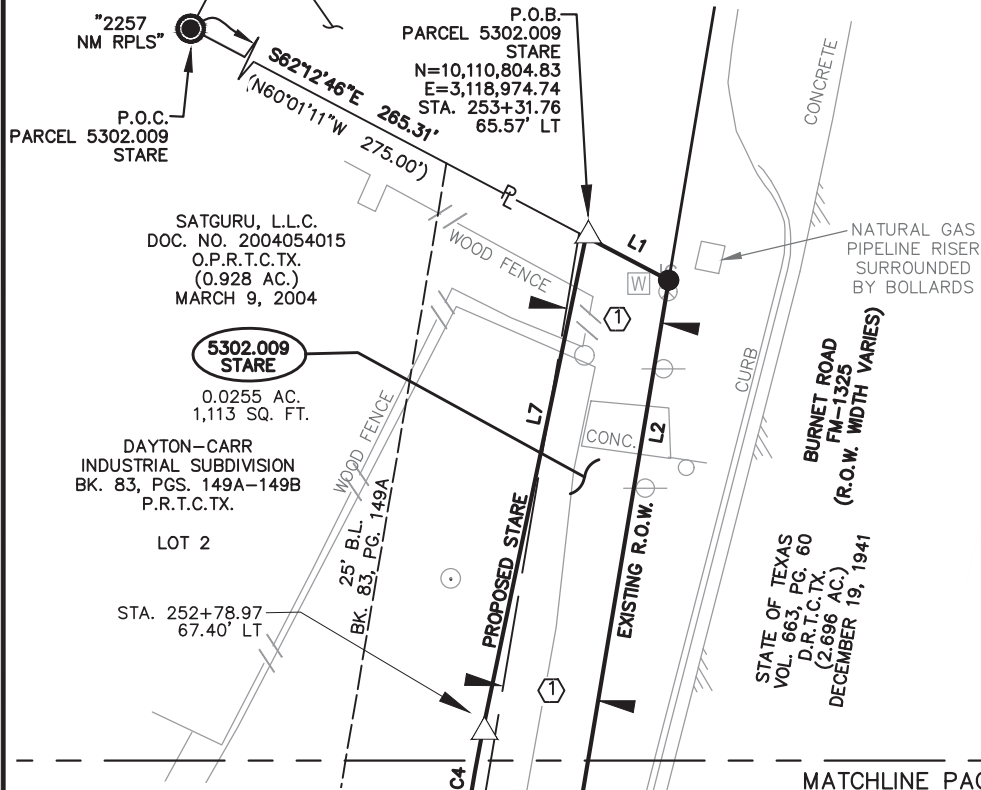 "2257
NM RPLS"
P.O.C.
PARCEL 5302.009
STARE
S62°12'46"E 265.31'
(N60°01'11"W 275.00')
P.O.B.
PARCEL 5302.009
STARE
N=10,110,804.83
E=3,118,974.74
STA. 253+31.76
65.57' LT
CONCRETE
PL
L1
W
NATURAL GAS
PIPELINE RISER
SURROUNDED
BY BOLLARDS
SATGURU, L.L.C.
DOC. NO. 2004054015
O.P.R.T.C.TX.
(0.928 AC.)
MARCH 9, 2004
WOOD FENCE
1
5302.009
STARE
0.0255 AC.
1,113 SQ. FT.
DAYTON-CARR
INDUSTRIAL SUBDIVISION
BK. 83, PGS. 149A-149B
P.R.T.C.TX.
LOT 2
WOOD FENCE
L7
CONC.
L2
CURB
BURNET ROAD
FM-1325
(R.O.W. WIDTH VARIES)
25' B.L.
BK. 83, PG. 149A
PROPOSED STARE
EXISTING R.O.W.
STATE OF TEXAS
VOL. 663, PG. 60
D.R.T.C.TX.
(2.696 AC.)
DECEMBER 19, 1941
STA. 252+78.97
67.40' LT
1
C4
MATCHLINE PAG